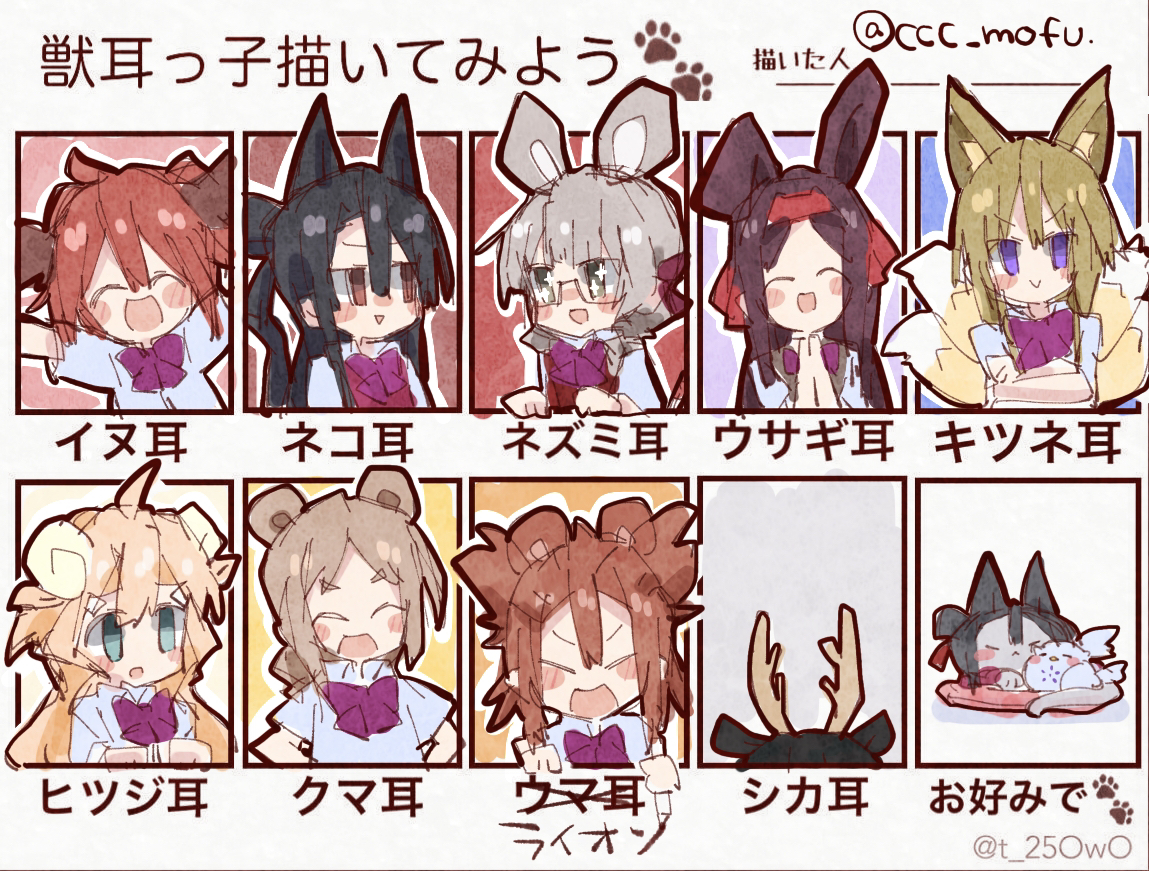 獣耳っ子描いてみよう
描いた人
@ccc_mofu.
イヌ耳
ネコ耳
ネズミ耳
ウサギ耳
キツネ耳
ヒツジ耳
クマ耳
ウマ耳
ライオン
シカ耳
お好みで
@t_25OwO